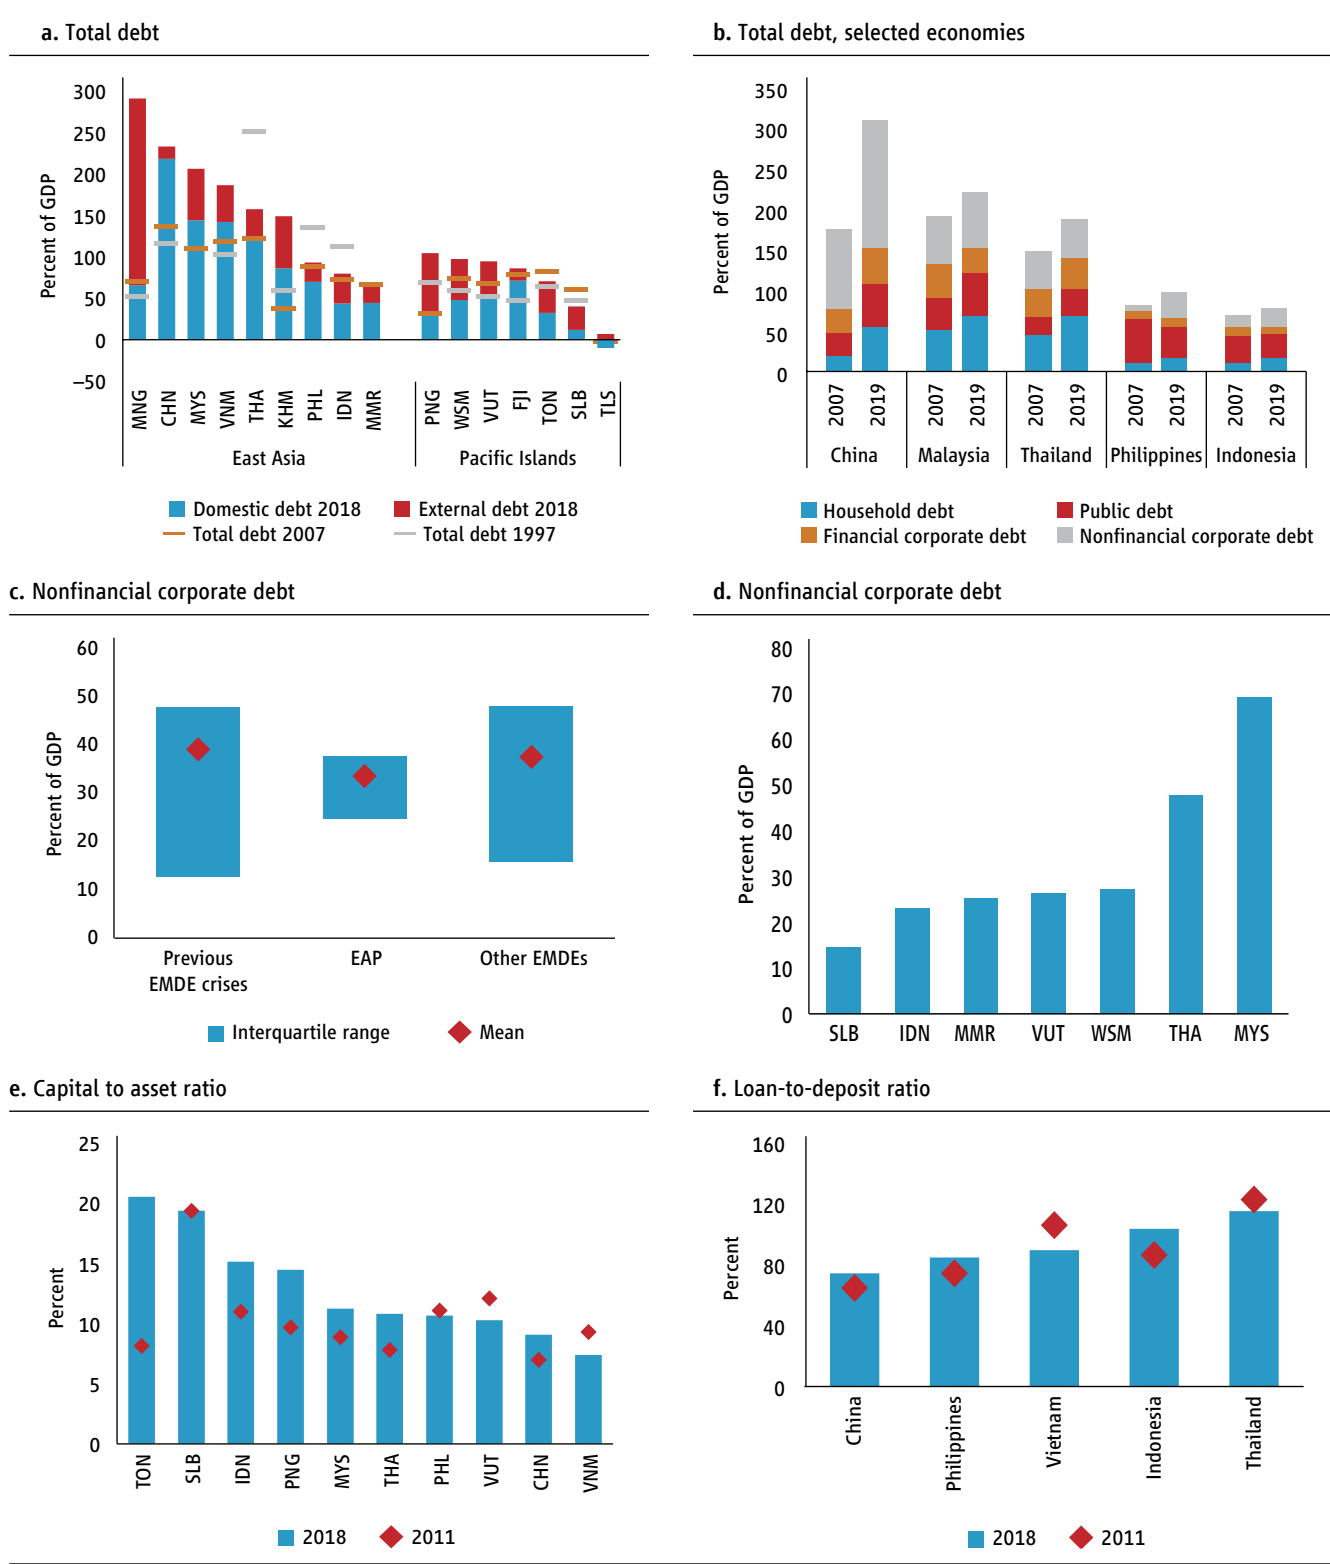 a. Total debt
Percent of GDP
300
250
200
150
100
50
0
–50
MNG
CHN
MYS
VNM
THA
KHM
PHL
IDN
MMR
PNG
WSM
VUT
FJI
TON
SLB
TLS
East Asia
Pacific Islands
Domestic debt 2018
External debt 2018
Total debt 2007
Total debt 1997
b. Total debt, selected economies
Percent of GDP
350
300
250
200
150
100
50
0
2007
2019
2007
2019
2007
2019
2007
2019
2007
2019
China
Malaysia
Thailand
Philippines
Indonesia
Household debt
Public debt
Financial corporate debt
Nonfinancial corporate debt
c. Nonfinancial corporate debt
Percent of GDP
60
50
40
30
20
10
0
Previous
EMDE crises
EAP
Other EMDEs
Interquartile range
Mean
d. Nonfinancial corporate debt
Percent of GDP
80
70
60
50
40
30
20
10
0
SLB
IDN
MMR
VUT
WSM
THA
MYS
e. Capital to asset ratio
Percent
25
20
15
10
5
0
TON
SLB
IDN
PNG
MYS
THA
PHL
VUT
CHN
VNM
2018
2011
f. Loan-to-deposit ratio
Percent
160
120
80
40
0
China
Philippines
Vietnam
Indonesia
Thailand
2018
2011